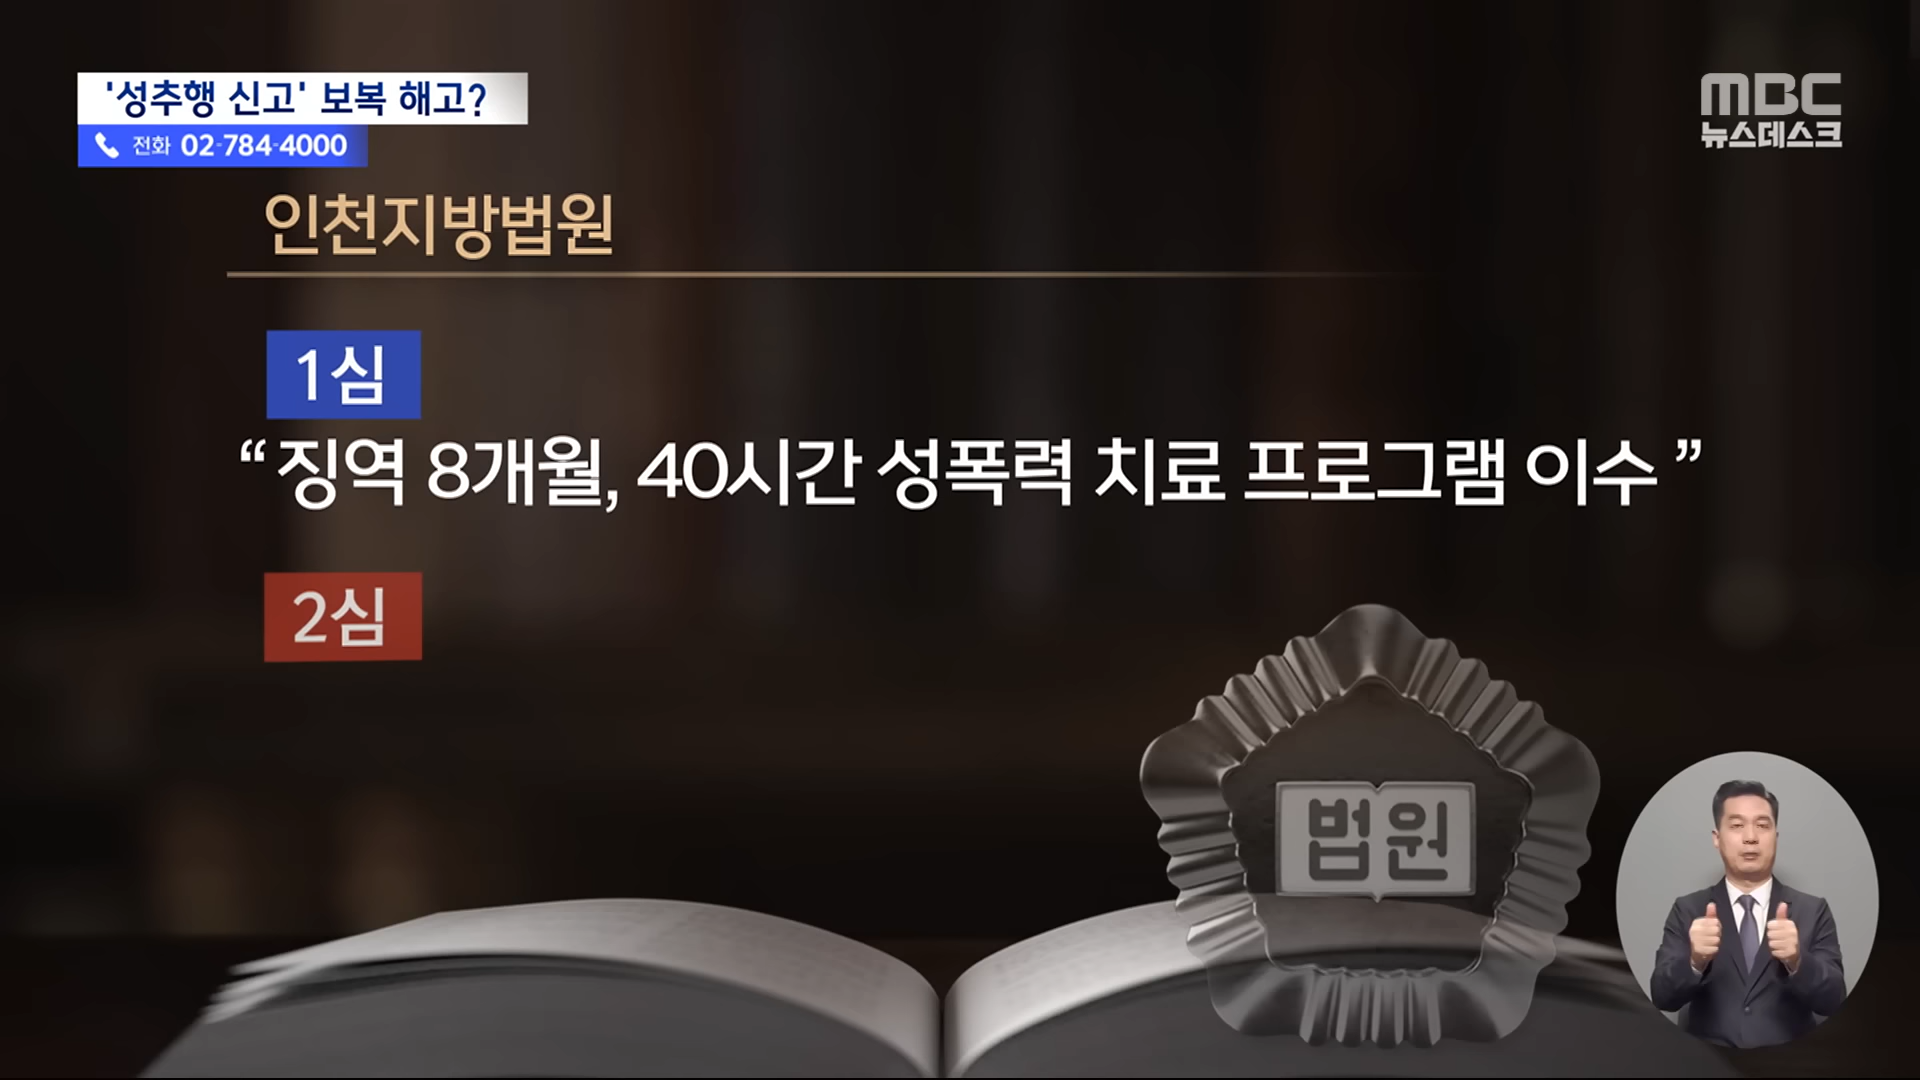 '성추행 신고' 보복 해고?
전화 02-784-4000
MBC
뉴스데스크
인천지방법원
1심
“징역 8개월, 40시간 성폭력 치료 프로그램 이수”
2심
법원